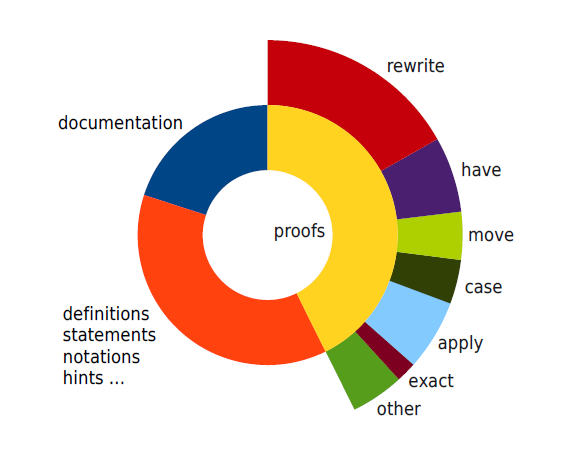 rewrite
documentation
have
proofs
move
case
definitions
statements
notations
hints ...
apply
exact
other